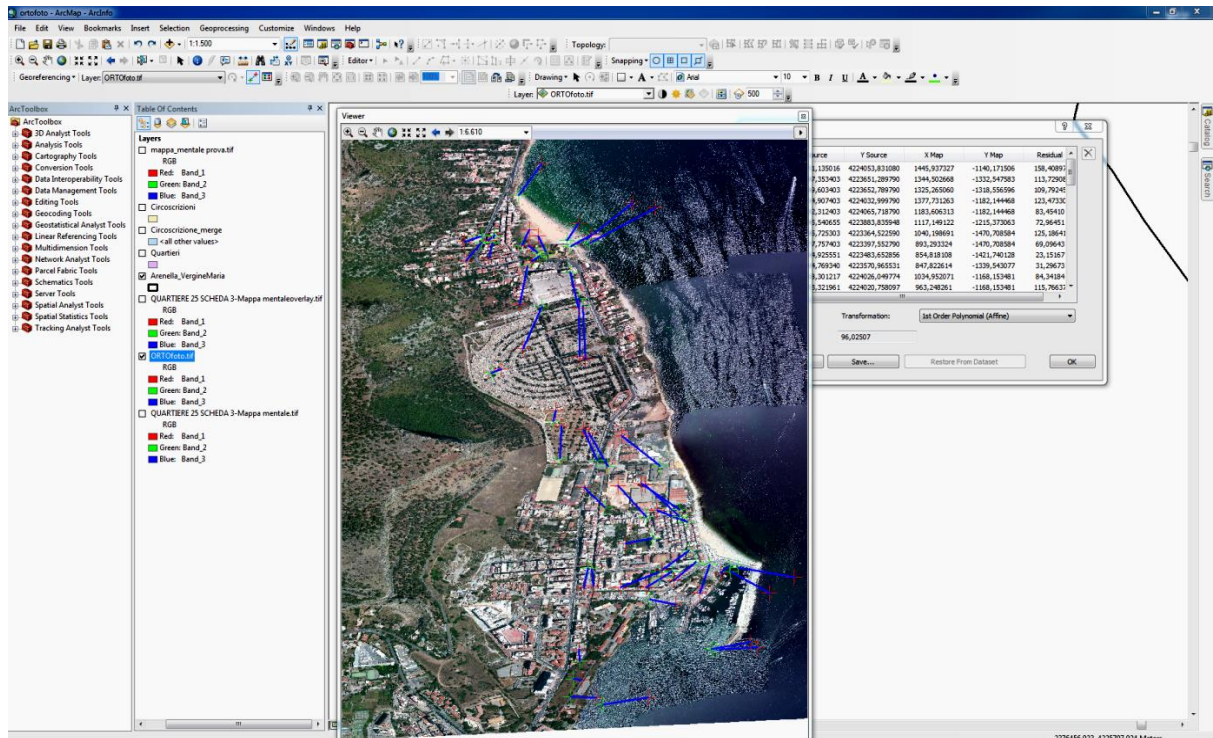 ortofoto - ArcMap - ArcInfo
File Edit View Bookmarks Insert Selection Geoprocessing Customize Windows Help
1:1.500
Topology:
Editor
Snapping
Georeferencing Layer: ORTOfoto.tif
Drawing
Arial
10
B I U A
Layer: ORTOfoto.tif
500
ArcToolbox
ArcToolbox
3D Analyst Tools
Analysis Tools
Cartography Tools
Conversion Tools
Data Interoperability Tools
Data Management Tools
Editing Tools
Geocoding Tools
Geostatistical Analyst Tools
Linear Referencing Tools
Multidimension Tools
Network Analyst Tools
Parcel Fabric Tools
Schematics Tools
Server Tools
Spatial Analyst Tools
Spatial Statistics Tools
Tracking Analyst Tools
Table Of Contents
Layers
mappa_mentale prova.tif
RGB
Red: Band_1
Green: Band_2
Blue: Band_3
Circoscrizioni
Circoscrizione_merge
<all other values>
Quartieri
Arenella_VergineMaria
QUARTIERE 25 SCHEDA 3-Mappa mentaleoverlay.tif
RGB
Red: Band_1
Green: Band_2
Blue: Band_3
ORTOfoto.tif
RGB
Red: Band_1
Green: Band_2
Blue: Band_3
QUARTIERE 25 SCHEDA 3-Mappa mentale.tif
RGB
Red: Band_1
Green: Band_2
Blue: Band_3
Viewer
1:6.610
Y Source X Map Y Map Residual
4224053,831080 1445,937327 -1140,171506
4223651,289790 1344,502668 -1332,547583
4223652,789790 1325,265060 -1318,556596
4224032,999790 1377,731263 -1182,144468
4224065,718790 1183,606313 -1182,144468 83,45410
4223883,835948 1117,149122 -1215,373063 72,96451
4223364,522590 1040,198691 -1470,708584
4223397,552790 893,293324 -1470,708584 69,09643
4223483,652856 854,818108 -1421,740128 23,15167
4223570,965531 847,822614 -1339,543077 31,29673
4224026,049774 1034,952071 -1168,153481 84,34184
4224020,758097 963,248261 -1168,153481
Transformation: 1st Order Polynomial (Affine)
96,02507
Save... Restore From Dataset OK
Catalog
Search